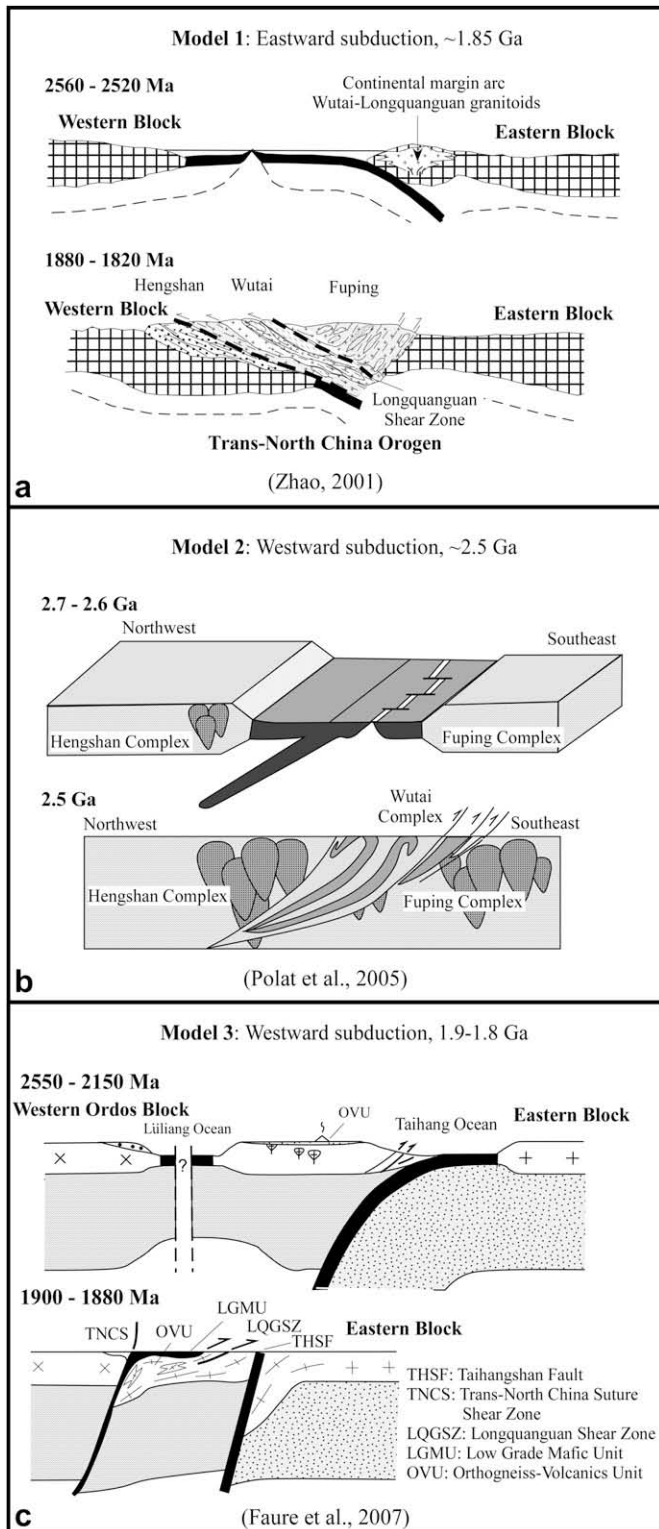 Model 1: Eastward subduction, ~1.85 Ga
2560 - 2520 Ma
Continental margin arc
Wutai-Longquanguan granitoids
Western Block
Eastern Block
1880 - 1820 Ma
Hengshan Wutai Fuping
Western Block
Eastern Block
Longquanguan
Shear Zone
Trans-North China Orogen
a
(Zhao, 2001)
Model 2: Westward subduction, ~2.5 Ga
2.7 - 2.6 Ga
Northwest
Southeast
Hengshan Complex
Fuping Complex
2.5 Ga
Wutai
Complex
Northwest
Southeast
Hengshan Complex
Fuping Complex
b
(Polat et al., 2005)
Model 3: Westward subduction, 1.9-1.8 Ga
2550 - 2150 Ma
Western Ordos Block
OVU
Eastern Block
Lüliang Ocean
Taihang Ocean
?
1900 - 1880 Ma
LGMU
TNCS
OVU
LQGSZ
THSF
Eastern Block
THSF: Taihangshan Fault
TNCS: Trans-North China Suture
Shear Zone
LQGSZ: Longquanguan Shear Zone
LGMU: Low Grade Mafic Unit
OVU: Orthogneiss-Volcanics Unit
c
(Faure et al., 2007)